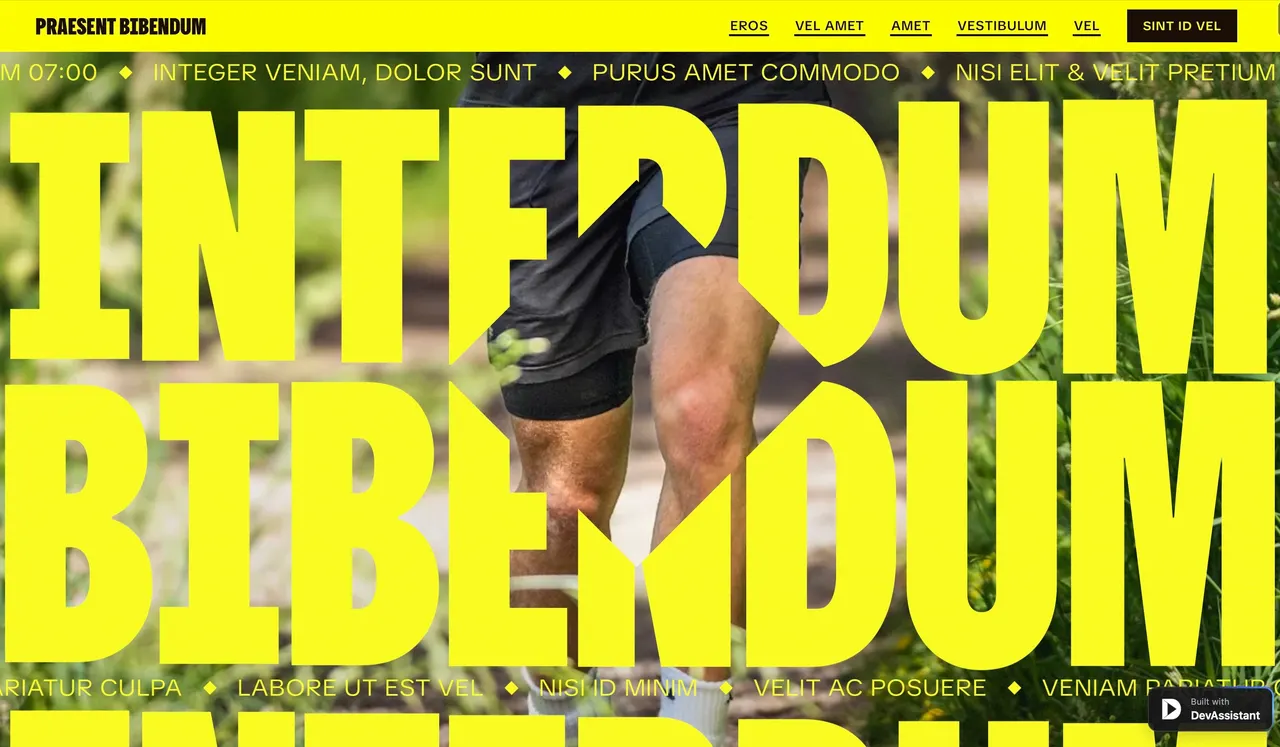 PRAESENT BIBENDUM
EROS VEL AMET AMET VESTIBULUM VEL SINT ID VEL
M 07:00 ◆ INTEGER VENIAM, DOLOR SUNT ◆ PURUS AMET COMMODO ◆ NISI ELIT & VELIT PRETIUM
INTERDUM
BIBENDUM
RIATUR CULPA ◆ LABORE UT EST VEL ◆ NISI ID MINIM ◆ VELIT AC POSUERE ◆ VENIAM PARIATUR
Built with
DevAssistant